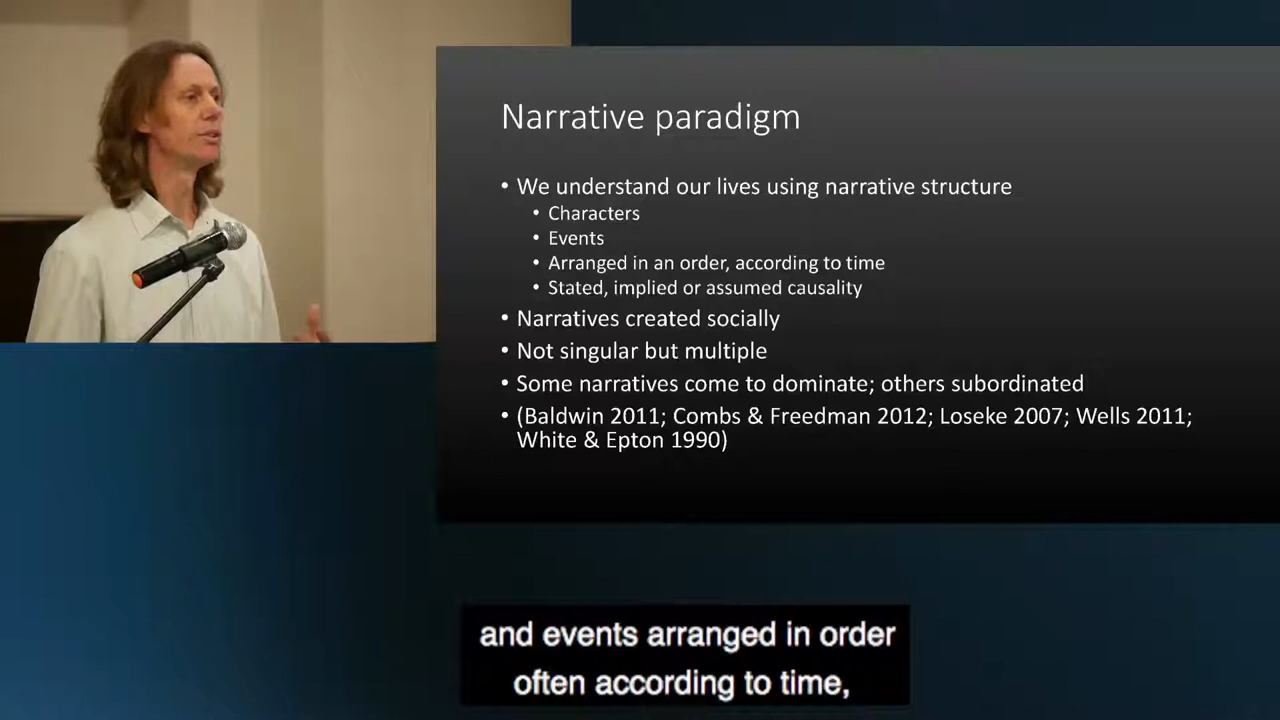 Narrative paradigm
• We understand our lives using narrative structure
• Characters
• Events
• Arranged in an order, according to time
• Stated, implied or assumed causality
• Narratives created socially
• Not singular but multiple
• Some narratives come to dominate; others subordinated
• (Baldwin 2011; Combs & Freedman 2012; Loseke 2007; Wells 2011;
White & Epton 1990)
and events arranged in order
often according to time,